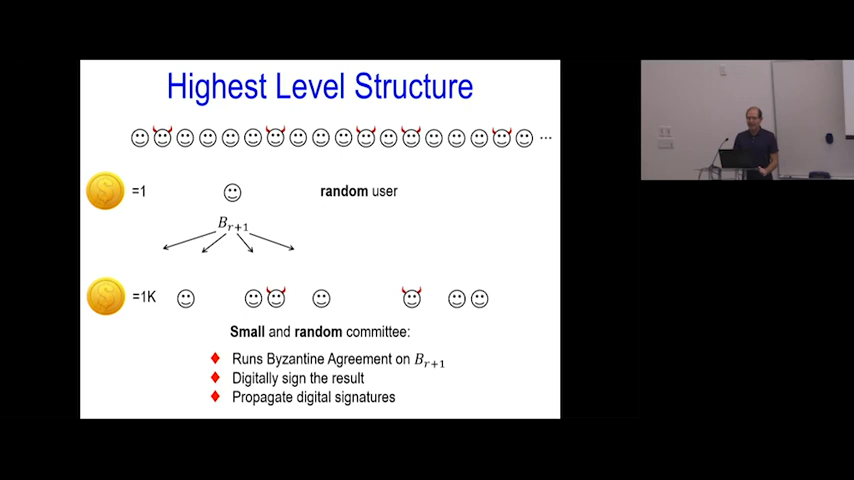 Highest Level Structure
...
=1
random user
B_{r+1}
=1K
Small and random committee:
Runs Byzantine Agreement on B_{r+1}
Digitally sign the result
Propagate digital signatures